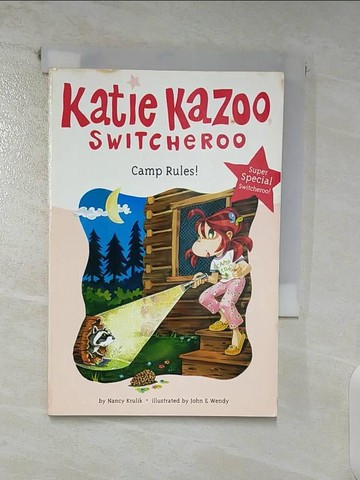 Katie Kazoo
SWITCHEROO
Camp Rules!
Super
Special
Switcheroo!
by Nancy Krulik • illustrated by John & Wendy